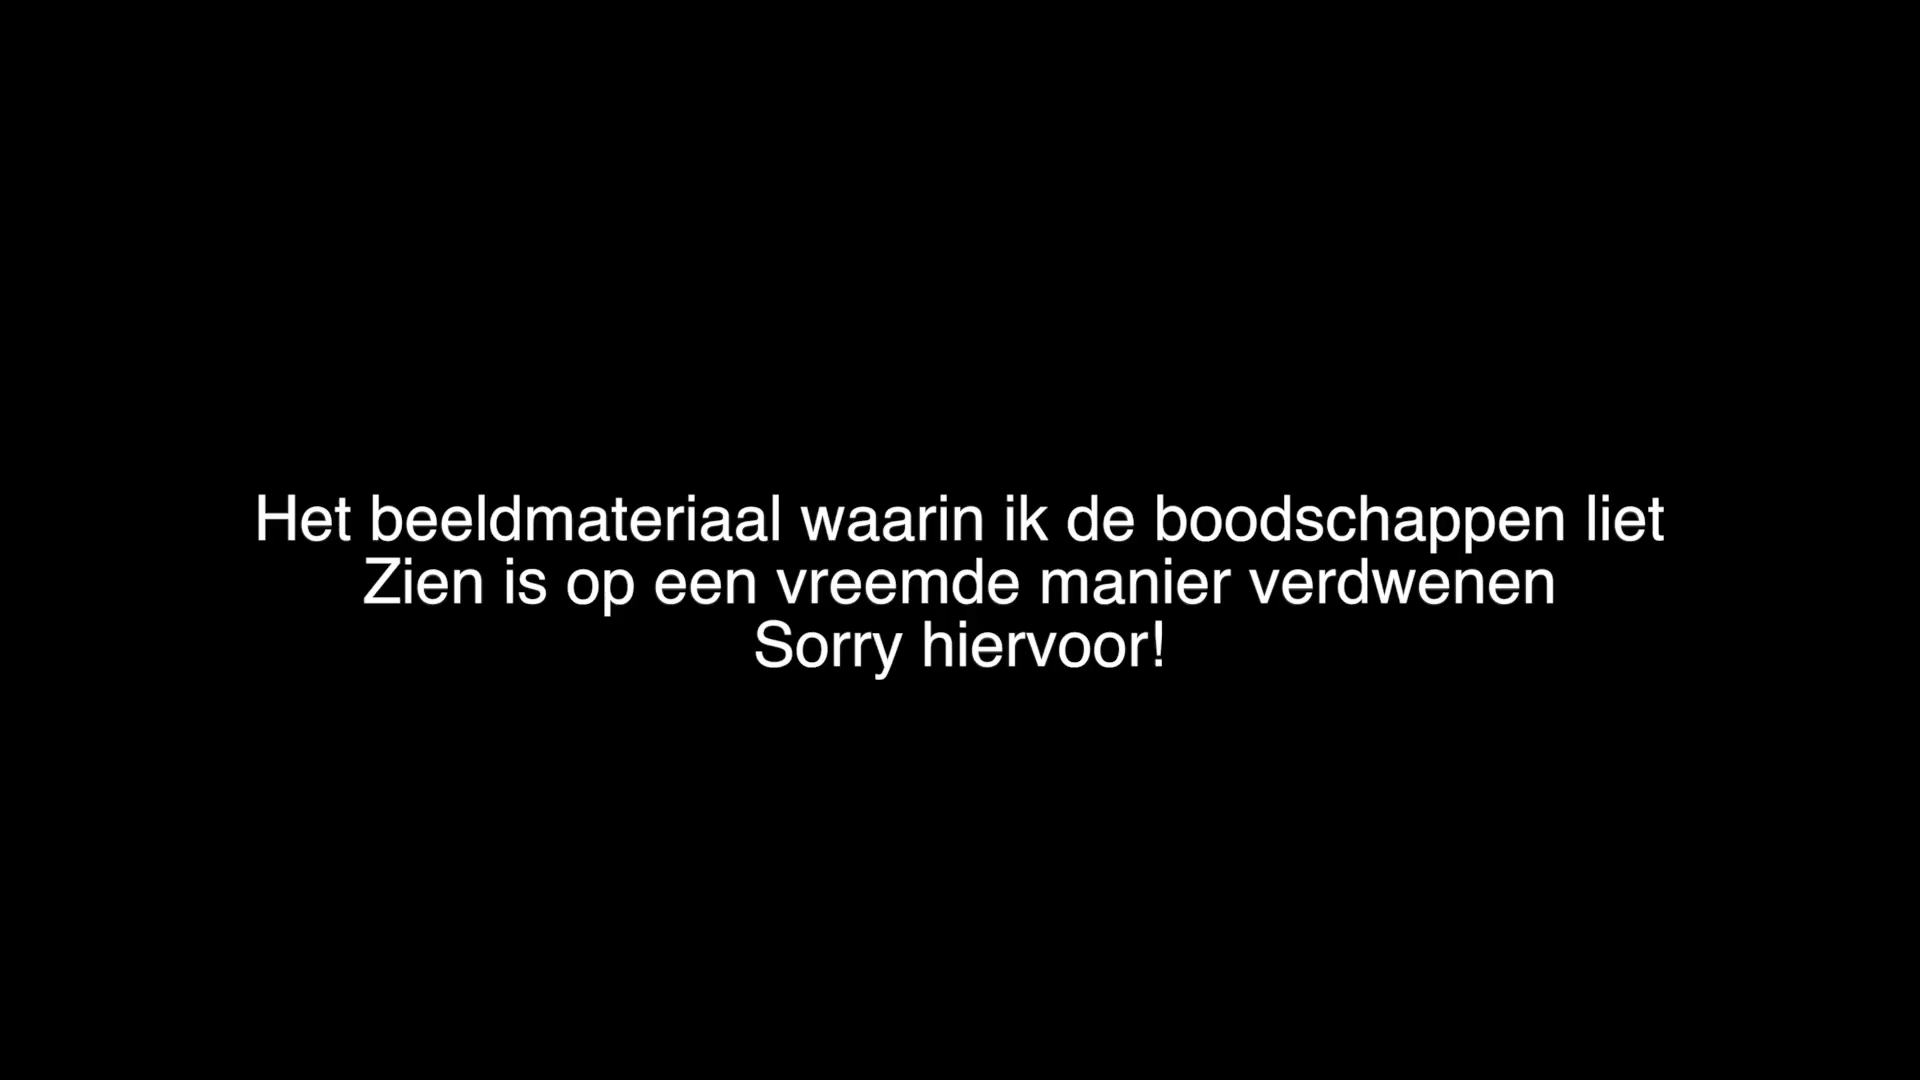 Het beeldmateriaal waarin ik de boodschappen liet
Zien is op een vreemde manier verdwenen
Sorry hiervoor!